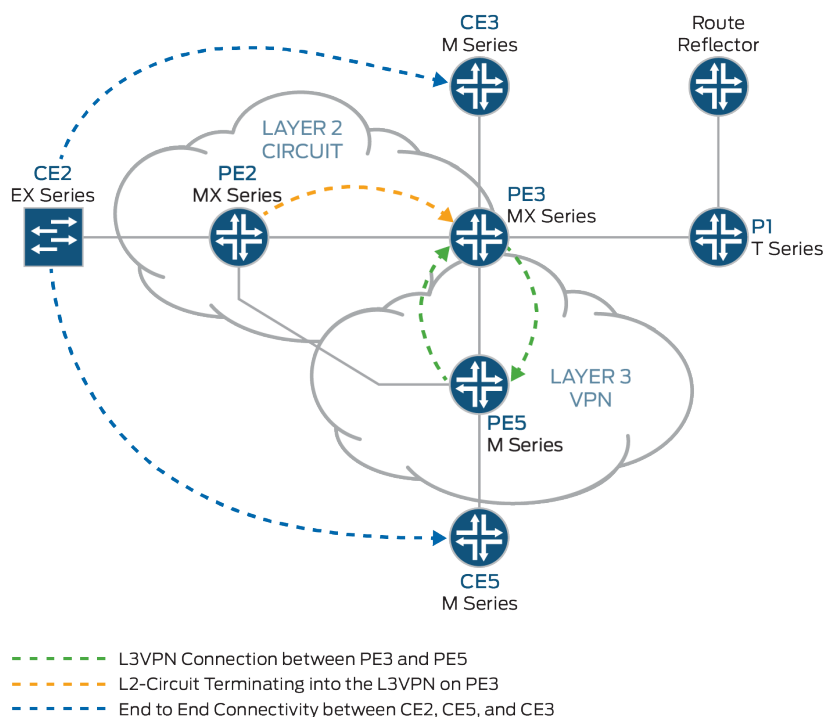 CE3
M Series
Route
Reflector
LAYER 2
CIRCUIT
CE2
EX Series
PE2
MX Series
PE3
MX Series
P1
T Series
LAYER 3
VPN
PE5
M Series
CE5
M Series
L3VPN Connection between PE3 and PE5
L2-Circuit Terminating into the L3VPN on PE3
End to End Connectivity between CE2, CE5, and CE3